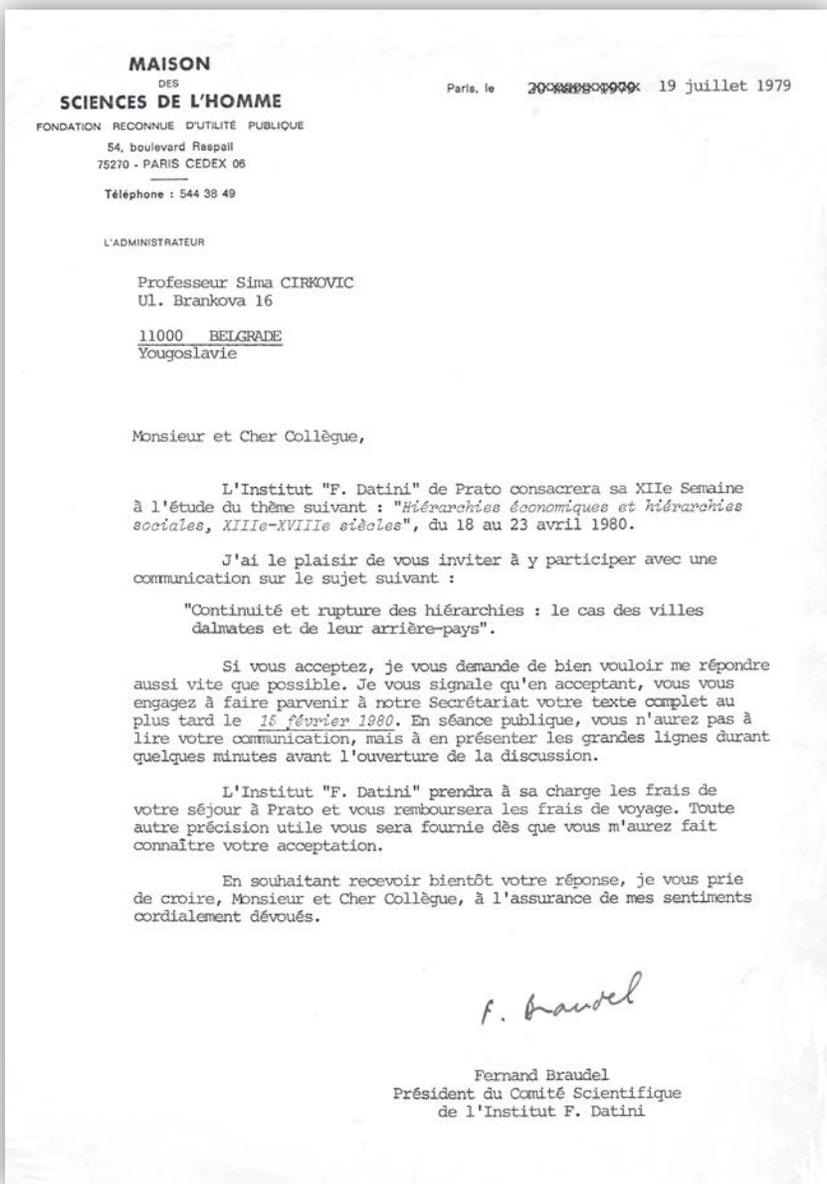 MAISON
DES
SCIENCES DE L'HOMME
FONDATION RECONNUE D'UTILITÉ PUBLIQUE
54, boulevard Raspail
75270 - PARIS CEDEX 06
Téléphone : 544 38 49
Paris, le 19 juillet 1979
L'ADMINISTRATEUR
Professeur Sima CIRKOVIC
Ul. Brankova 16
11000 BELGRADE
Yougoslavie
Monsieur et Cher Collègue,
L'Institut "F. Datini" de Prato consacrera sa XIIe Semaine
à l'étude du thème suivant : "Hiérarchies économiques et hiérarchies
sociales, XIIIe-XVIIIe siècles", du 18 au 23 avril 1980.
J'ai le plaisir de vous inviter à y participer avec une
communication sur le sujet suivant :
"Continuité et rupture des hiérarchies : le cas des villes
dalmates et de leur arrière-pays".
Si vous acceptez, je vous demande de bien vouloir me répondre
aussi vite que possible. Je vous signale qu'en acceptant, vous vous
engagez à faire parvenir à notre Secrétariat votre texte complet au
plus tard le 15 février 1980. En séance publique, vous n'aurez pas à
lire votre communication, mais à en présenter les grandes lignes durant
quelques minutes avant l'ouverture de la discussion.
L'Institut "F. Datini" prendra à sa charge les frais de
votre séjour à Prato et vous remboursera les frais de voyage. Toute
autre précision utile vous sera fournie dès que vous m'aurez fait
connaître votre acceptation.
En souhaitant recevoir bientôt votre réponse, je vous prie
de croire, Monsieur et Cher Collègue, à l'assurance de mes sentiments
cordialement dévoués.
F. Braudel
Fernand Braudel
Président du Comité Scientifique
de l'Institut F. Datini